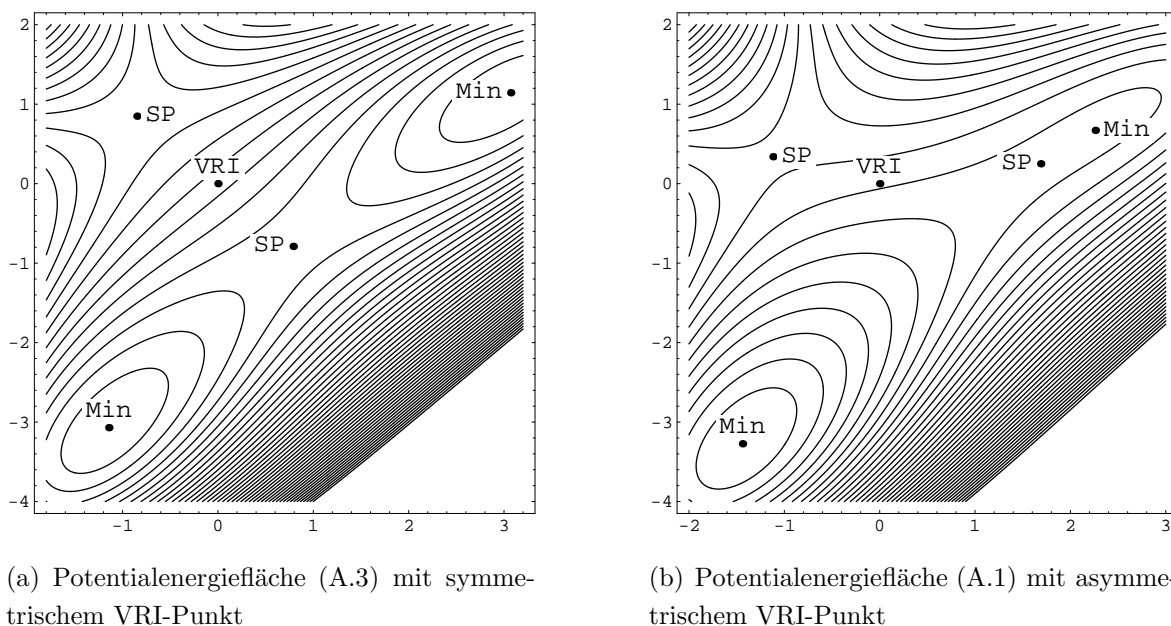 2
1
0
-1
-2
-3
-4
-1 0 1 2 3
SP
Min
VRI
SP
Min
2
1
0
-1
-2
-3
-4
-2 -1 0 1 2 3
SP
VRI
SP
Min
Min
(a) Potentialenergiefläche (A.3) mit symme-
trischem VRI-Punkt
(b) Potentialenergiefläche (A.1) mit asymme-
trischem VRI-Punkt